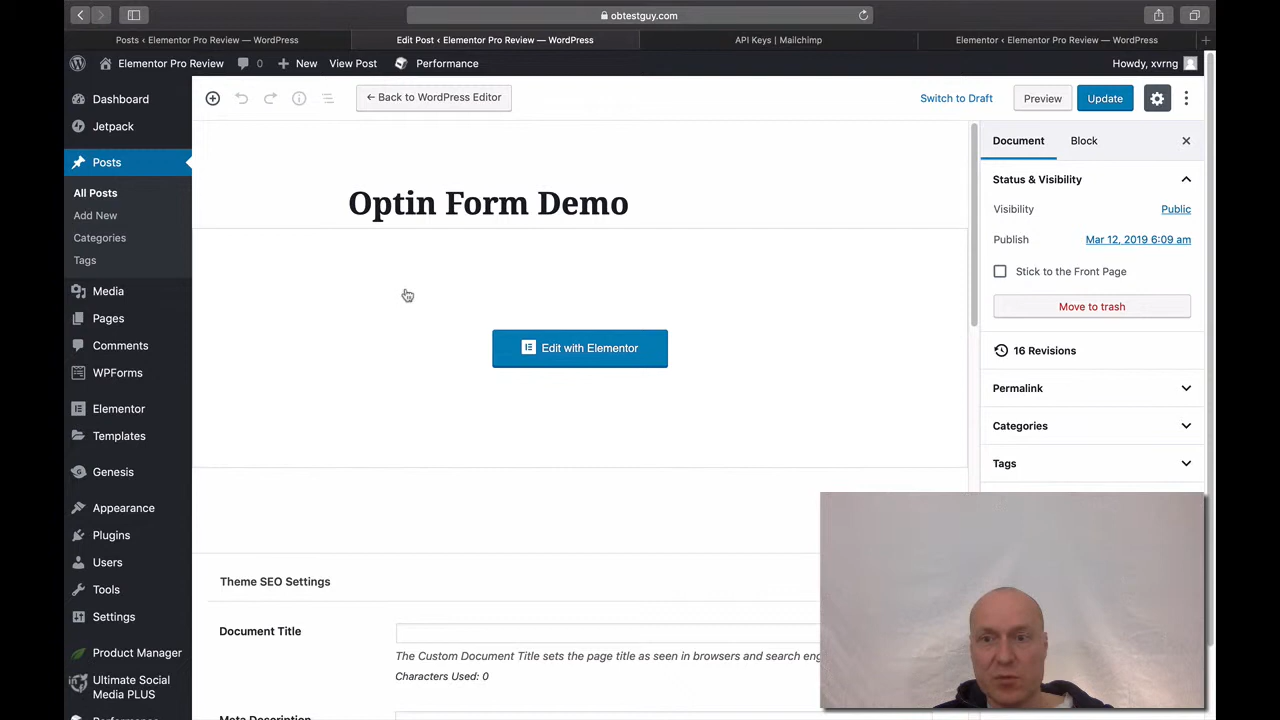 obtestguy.com
Posts ‹ Elementor Pro Review — WordPress
Edit Post ‹ Elementor Pro Review — WordPress
API Keys | Mailchimp
Elementor ‹ Elementor Pro Review — WordPress
Elementor Pro Review
0
New
View Post
Performance
Howdy, xvrng
Dashboard
Jetpack
Posts
All Posts
Add New
Categories
Tags
Media
Pages
Comments
WPForms
Elementor
Templates
Genesis
Appearance
Plugins
Users
Tools
Settings
Product Manager
Ultimate Social
Media PLUS
← Back to WordPress Editor
Switch to Draft
Preview
Update
Optin Form Demo
Edit with Elementor
Theme SEO Settings
Document Title
The Custom Document Title sets the page title as seen in browsers and search eng
Characters Used: 0
Meta Description
Document
Block
Status & Visibility
Visibility
Public
Publish
Mar 12, 2019 6:09 am
Stick to the Front Page
Move to trash
16 Revisions
Permalink
Categories
Tags